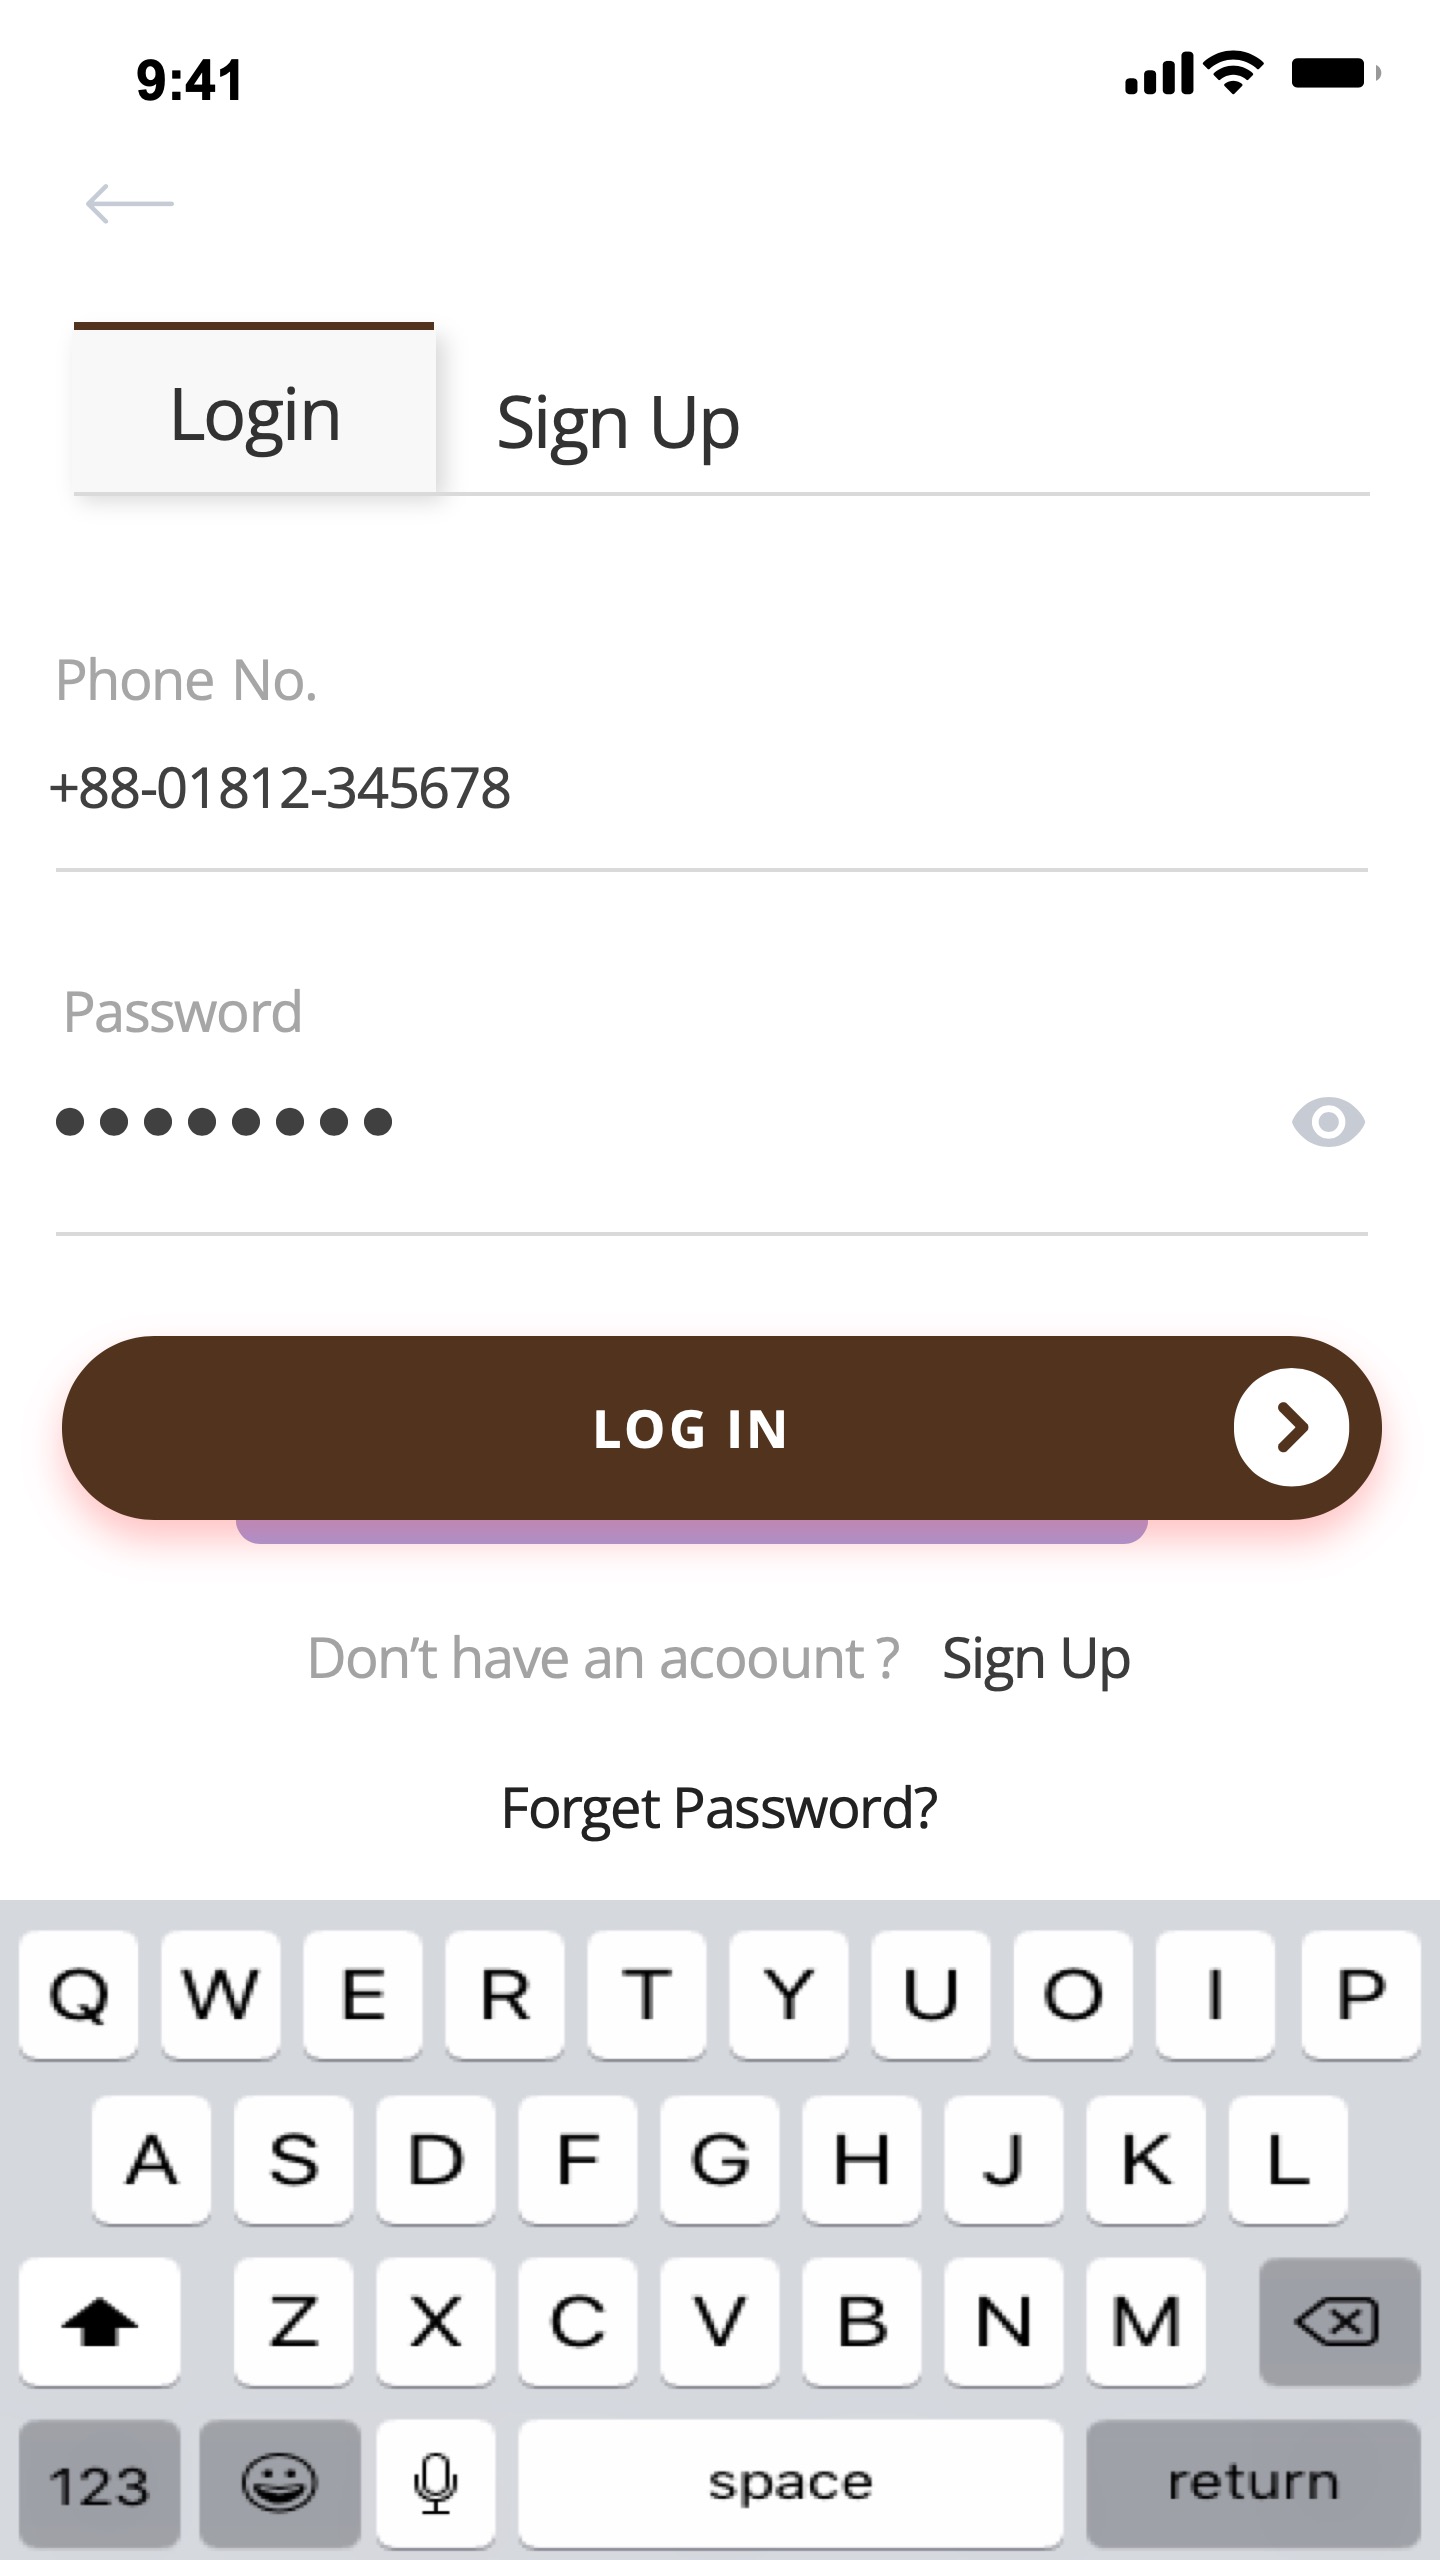 9:41
Login
Sign Up
Phone No.
+88-01812-345678
Password
LOG IN
Don’t have an acoount ? Sign Up
Forget Password?
Q W E R T Y U O I P
A S D F G H J K L
Z X C V B N M
123 space return